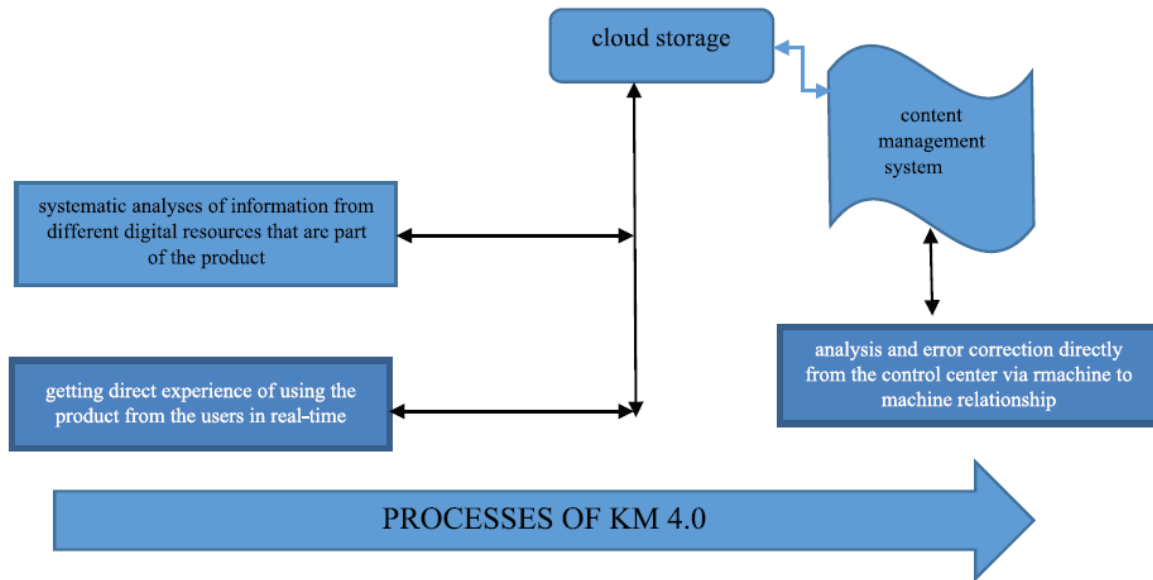 cloud storage
content
management
system
systematic analyses of information from
different digital resources that are part
of the product
getting direct experience of using the
product from the users in real-time
analysis and error correction directly
from the control center via rmachine to
machine relationship
PROCESSES OF KM 4.0